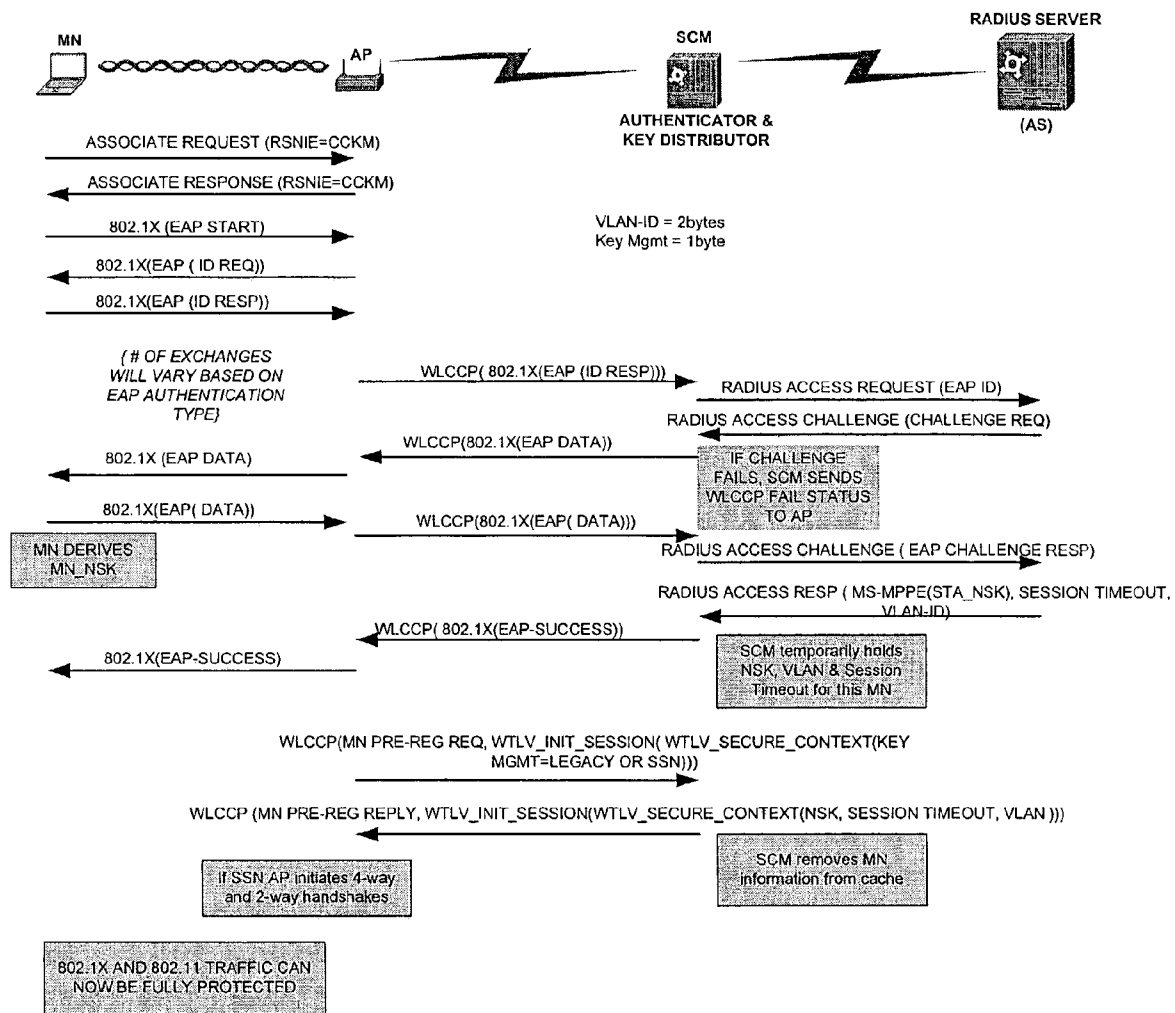 RADIUS SERVER
MN
AP
SCM
AUTHENTICATOR &
KEY DISTRIBUTOR
(AS)
ASSOCIATE REQUEST (RSNIE=CCKM)
ASSOCIATE RESPONSE (RSNIE=CCKM)
802.1X (EAP START)
VLAN-ID = 2bytes
Key Mgmt = 1byte
802.1X(EAP ( ID REQ))
802.1X(EAP (ID RESP))
{ # OF EXCHANGES
WILL VARY BASED ON
EAP AUTHENTICATION
TYPE}
WLCCP( 802.1X(EAP (ID RESP)))
RADIUS ACCESS REQUEST (EAP ID)
RADIUS ACCESS CHALLENGE (CHALLENGE REQ)
WLCCP(802.1X(EAP DATA))
802.1X (EAP DATA)
IF CHALLENGE
FAILS, SCM SENDS
WLCCP FAIL STATUS
TO AP
802.1X(EAP( DATA))
WLCCP(802.1X(EAP( DATA)))
MN DERIVES
MN_NSK
RADIUS ACCESS CHALLENGE ( EAP CHALLENGE RESP)
RADIUS ACCESS RESP ( MS-MPPE(STA_NSK), SESSION TIMEOUT,
VLAN-ID)
WLCCP( 802.1X(EAP-SUCCESS))
802.1X(EAP-SUCCESS)
SCM temporarily holds
NSK, VLAN & Session
Timeout for this MN
WLCCP(MN PRE-REG REQ, WTLV_INIT_SESSION( WTLV_SECURE_CONTEXT(KEY
MGMT=LEGACY OR SSN)))
WLCCP (MN PRE-REG REPLY, WTLV_INIT_SESSION(WTLV_SECURE_CONTEXT(NSK, SESSION TIMEOUT, VLAN )))
If SSN AP initiates 4-way
and 2-way handshakes
SCM removes MN
information from cache
802.1X AND 802.11 TRAFFIC CAN
NOW BE FULLY PROTECTED